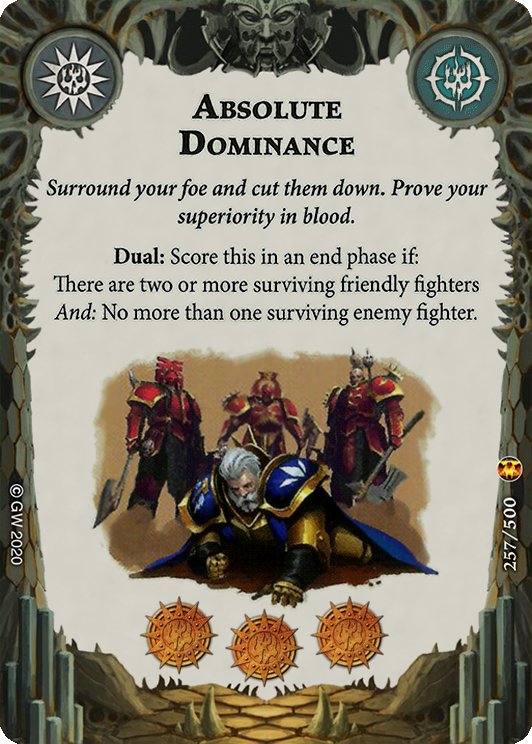 Absolute
Dominance
Surround your foe and cut them down. Prove your
superiority in blood.
Dual: Score this in an end phase if:
There are two or more surviving friendly fighters
And: No more than one surviving enemy fighter.
© GW 2020
257/500